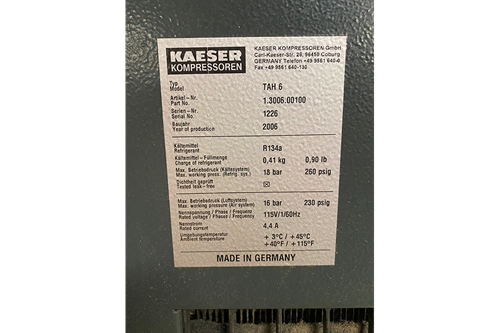 KAESER
KOMPRESSOREN
KAESER KOMPRESSOREN GmbH
Carl-Kaeser-Str. 26, 96450 Coburg
GERMANY Telefon +49 9561 640-0
Fax +49 9561 640-130
Typ
Model TAH 6
Artikel-Nr.
Part No. 1.3006.00100
Serien-Nr.
Serial No. 1226
Baujahr
Year of production 2006
Kältemittel
Refrigerant R134a
Kältemittel-Füllmenge
Charge of refrigerant 0,41 kg 0,90 lb
Max. Betriebsdruck (Kältesystem)
Max. working press. (Refrig. sys.) 18 bar 260 psig
Dichtheit geprüft
Tested leak-free ☒
Max. Betriebsdruck (Luftsystem)
Max. working pressure (Air system) 16 bar 230 psig
Nennspannung / Phase / Frequenz
Rated voltage / Phases / Frequency 115V/1/60Hz
Nennstrom
Rated current 4,4 A
Umgebungstemperatur + 3°C / +45°C
Ambient temperature +40°F / +115°F
MADE IN GERMANY